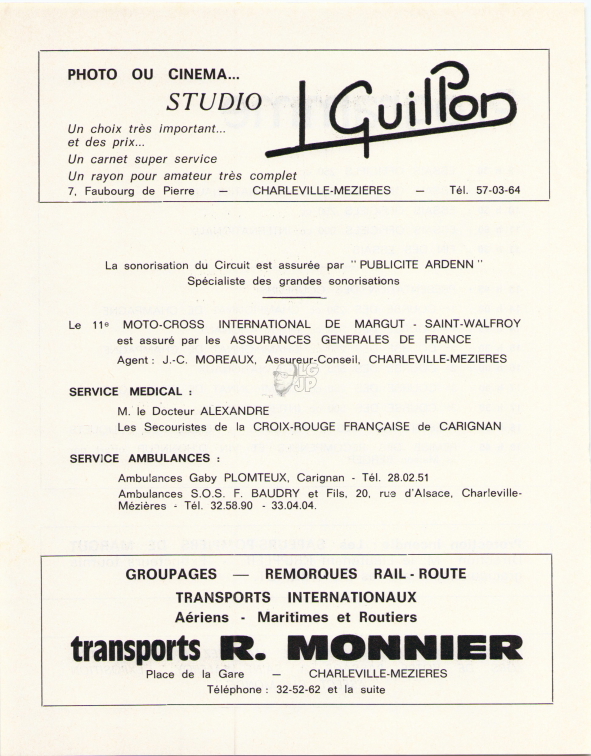 PHOTO OU CINEMA...
STUDIO L Guillon
Un choix très important...
et des prix...
Un carnet super service
Un rayon pour amateur très complet
7, Faubourg de Pierre — CHARLEVILLE-MEZIERES — Tél. 57-03-64
La sonorisation du Circuit est assurée par " PUBLICITE ARDENN "
Spécialiste des grandes sonorisations
Le 11e MOTO-CROSS INTERNATIONAL DE MARGUT - SAINT-WALFROY
est assuré par les ASSURANCES GENERALES DE FRANCE
Agent : J.-C. MOREAUX, Assureur-Conseil, CHARLEVILLE-MEZIERES
LG
JP
SERVICE MEDICAL :
M. le Docteur ALEXANDRE
Les Secouristes de la CROIX-ROUGE FRANÇAISE de CARIGNAN
SERVICE AMBULANCES :
Ambulances Gaby PLOMTEUX, Carignan - Tél. 28.02.51
Ambulances S.O.S. F. BAUDRY et Fils, 20, rue d'Alsace, Charleville-
Mézières - Tél. 32.58.90 - 33.04.04.
GROUPAGES — REMORQUES RAIL - ROUTE
TRANSPORTS INTERNATIONAUX
Aériens - Maritimes et Routiers
transports R. MONNIER
Place de la Gare — CHARLEVILLE-MEZIERES
Téléphone : 32-52-62 et la suite